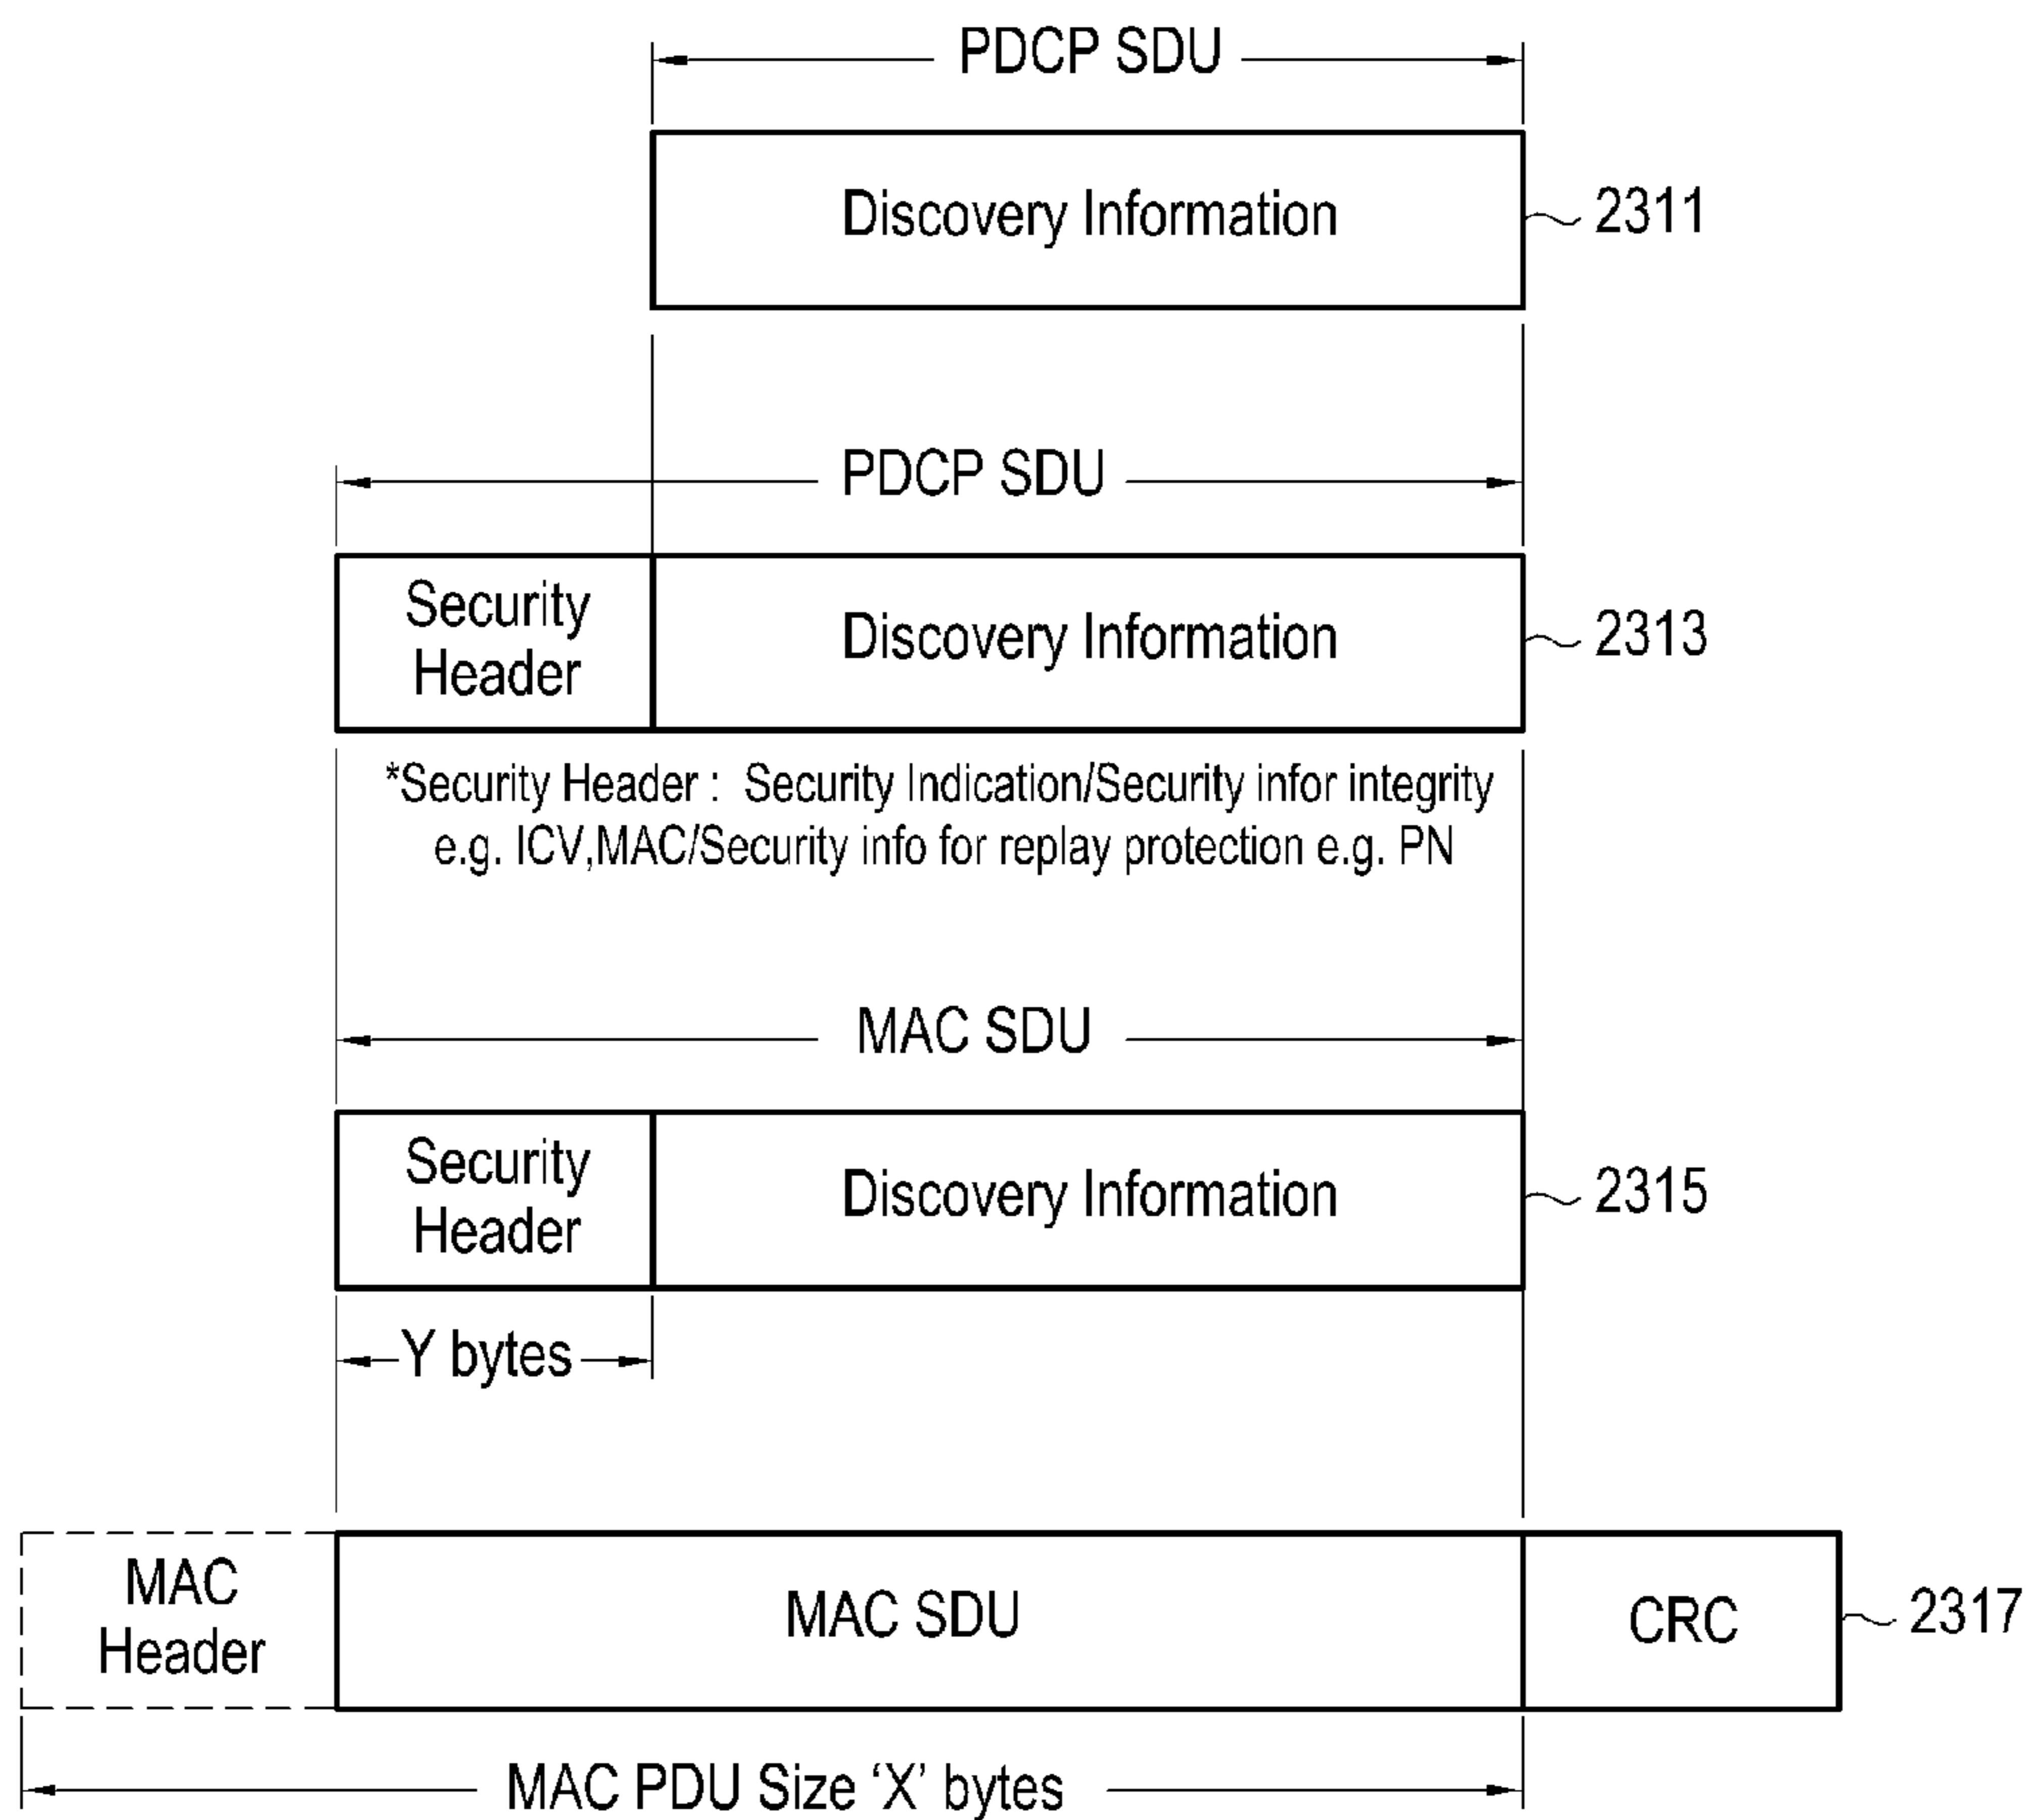 PDCP SDU
Discovery Information
2311
PDCP SDU
Security
Header
Discovery Information
2313
*Security Header : Security Indication/Security infor integrity
e.g. ICV,MAC/Security info for replay protection e.g. PN
MAC SDU
Security
Header
Discovery Information
2315
Y bytes
MAC
Header
MAC SDU
CRC
2317
MAC PDU Size ‘X’ bytes